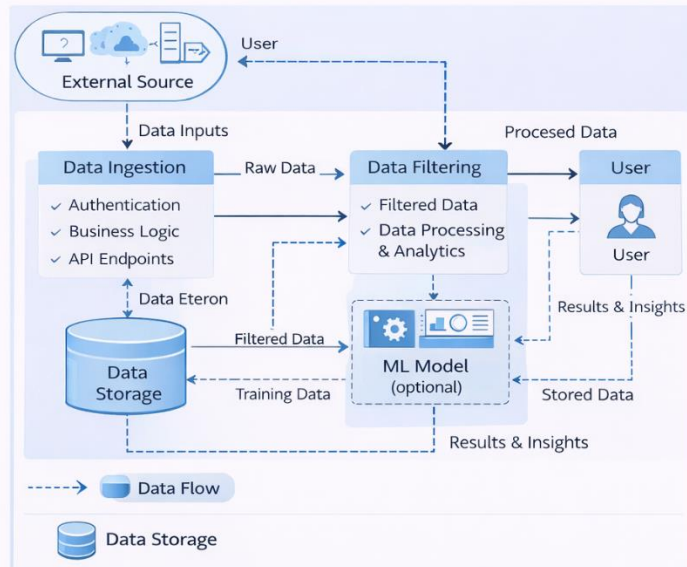 User
External Source
Data Inputs
Procesed Data
Data Ingestion
Raw Data
Data Filtering
User
✓ Authentication
✓ Business Logic
✓ API Endpoints
✓ Filtered Data
✓ Data Processing
& Analytics
User
Data Eteron
Results & Insights
Filtered Data
Data
Storage
ML Model
(optional)
Training Data
Stored Data
Results & Insights
Data Flow
Data Storage